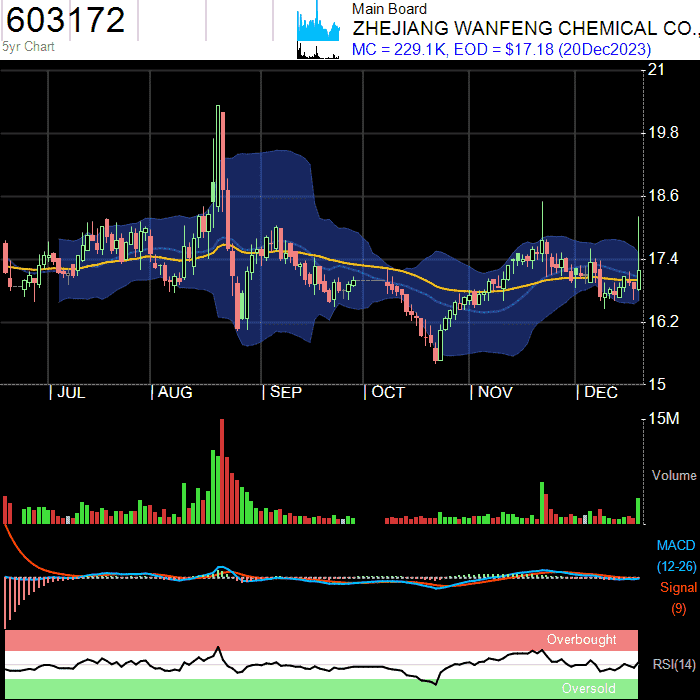 603172
5yr Chart
Main Board
ZHEJIANG WANFENG CHEMICAL CO.,
MC = 229.1K, EOD = $17.18 (20Dec2023)
21
19.8
18.6
17.4
16.2
15
| JUL | AUG | SEP | OCT | NOV | DEC
15M
Volume
MACD
(12-26)
Signal
(9)
Overbought
RSI(14)
Oversold